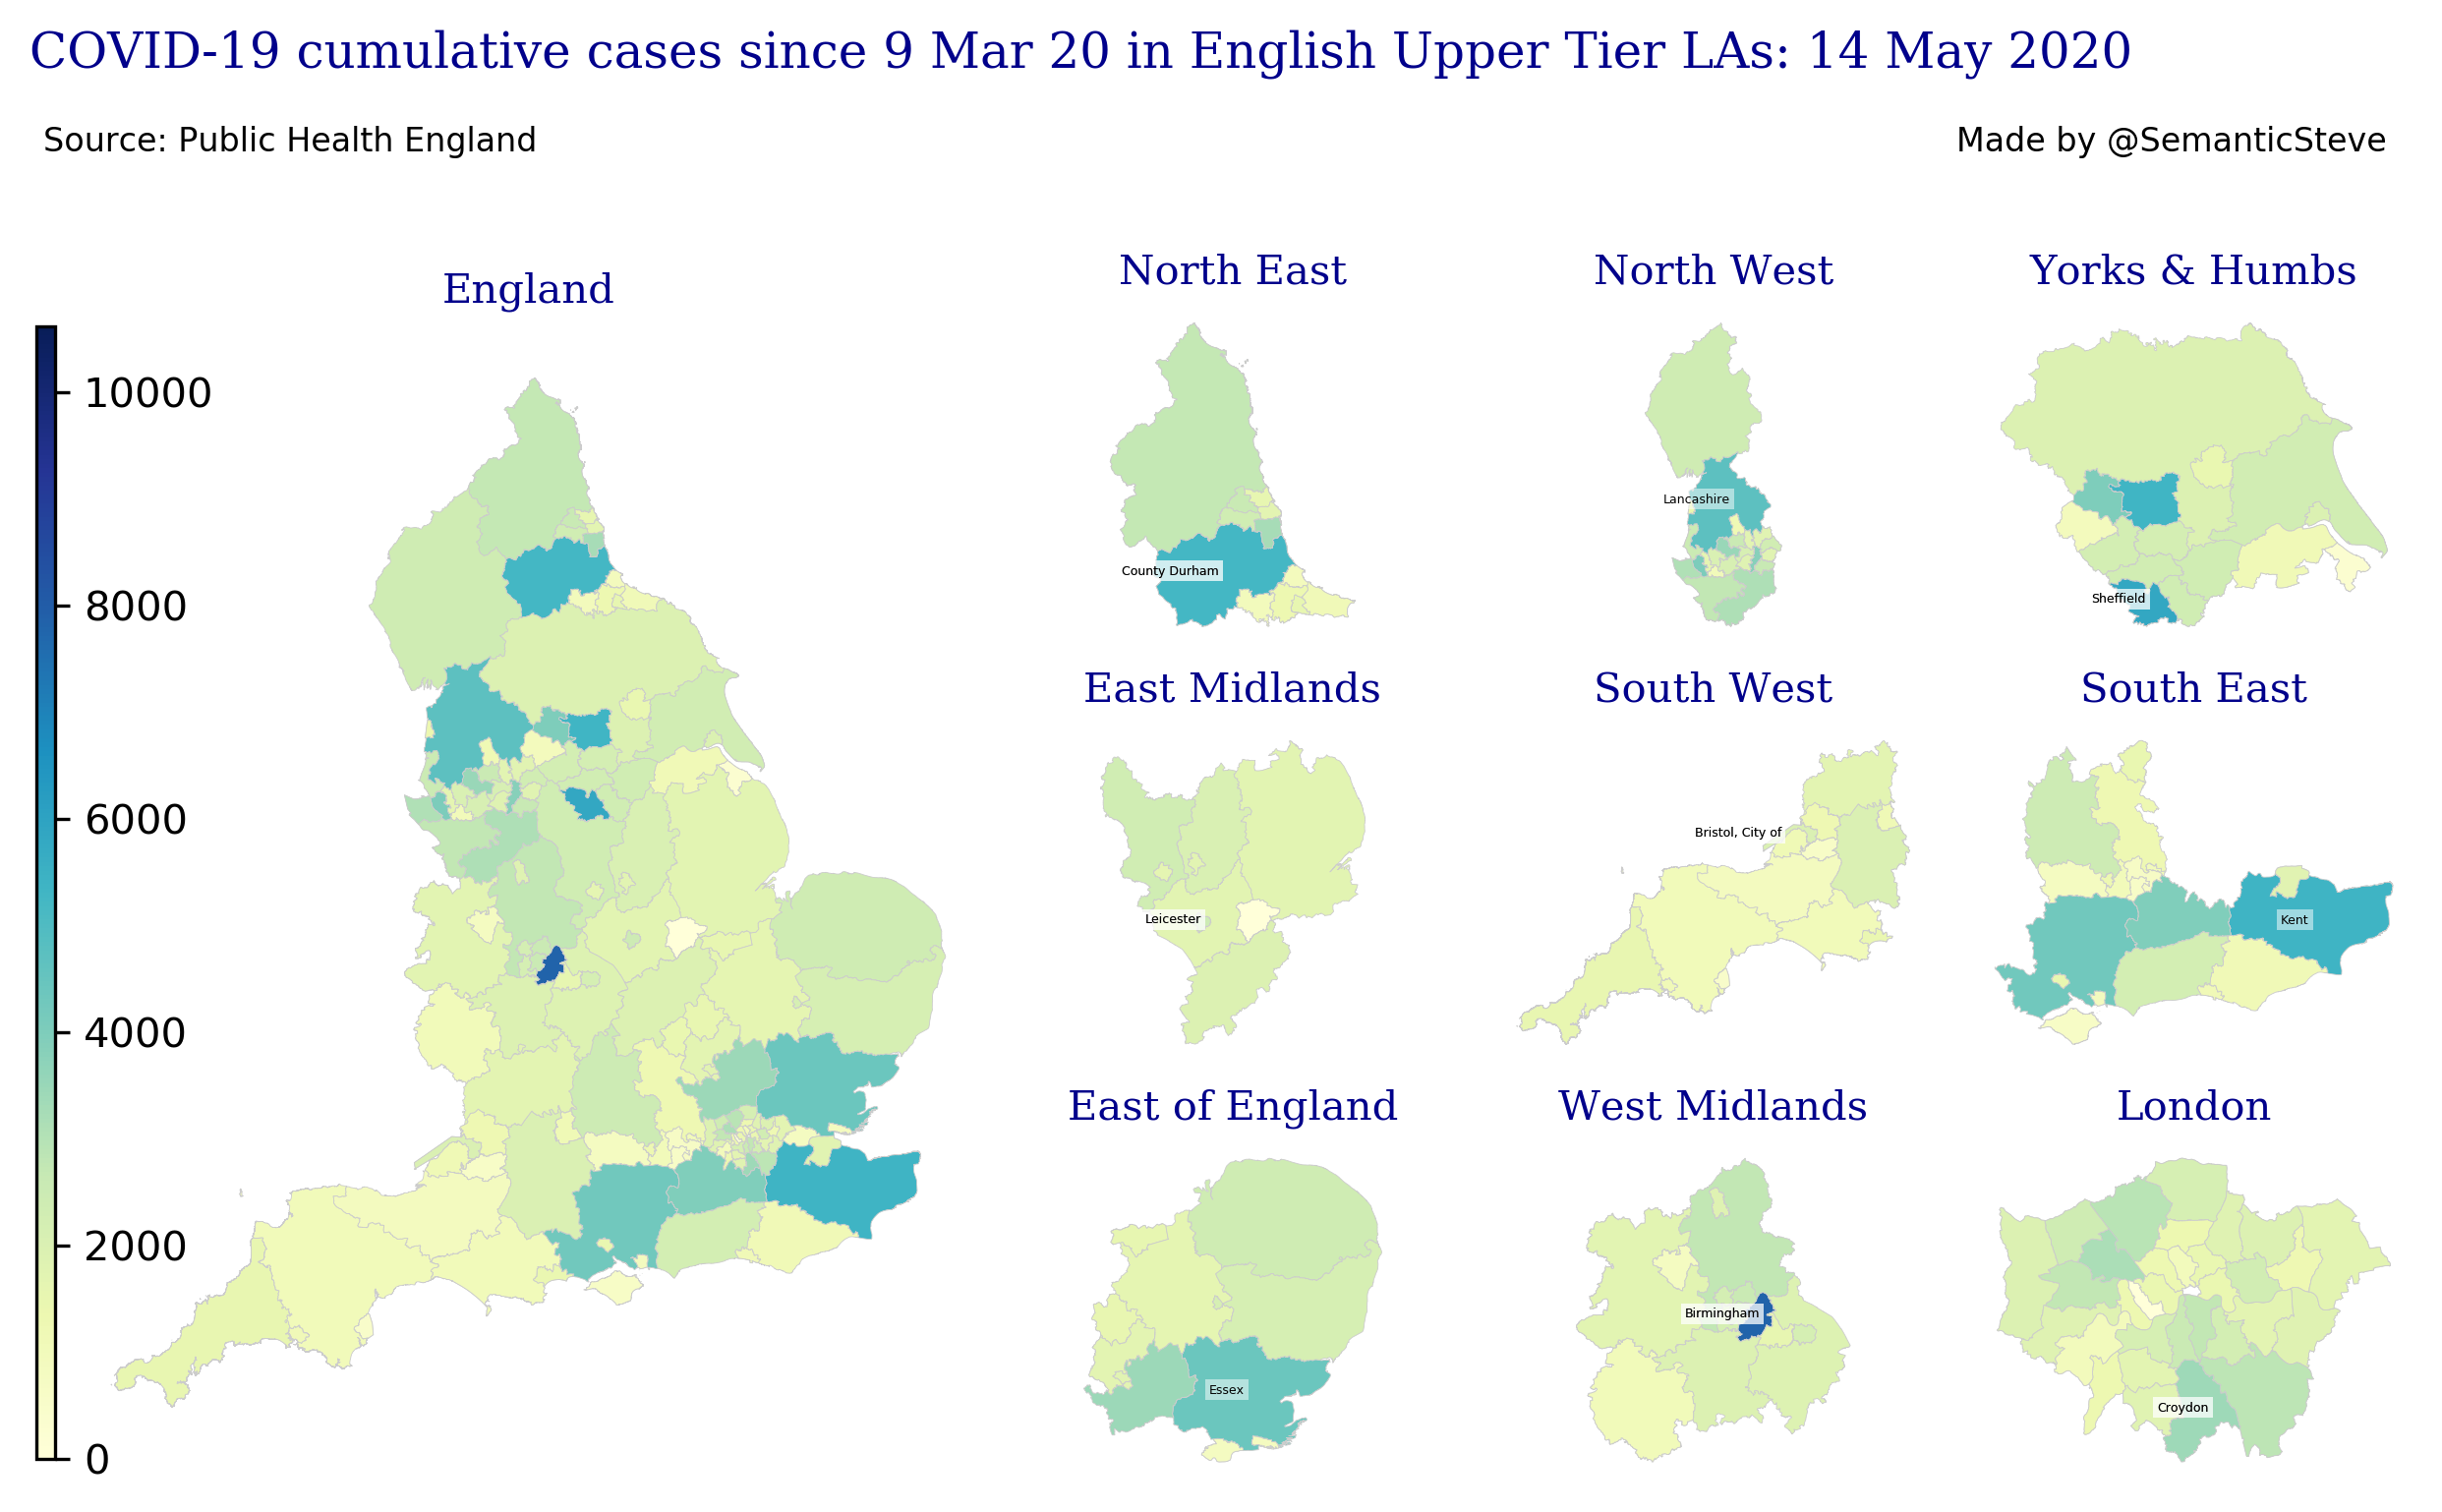 COVID-19 cumulative cases since 9 Mar 20 in English Upper Tier LAs: 14 May 2020
Source: Public Health England
Made by @SemanticSteve
England
10000
8000
6000
4000
2000
0
North East
County Durham
North West
Lancashire
Yorks & Humbs
Sheffield
East Midlands
Leicester
South West
Bristol, City of
South East
Kent
East of England
Essex
West Midlands
Birmingham
London
Croydon